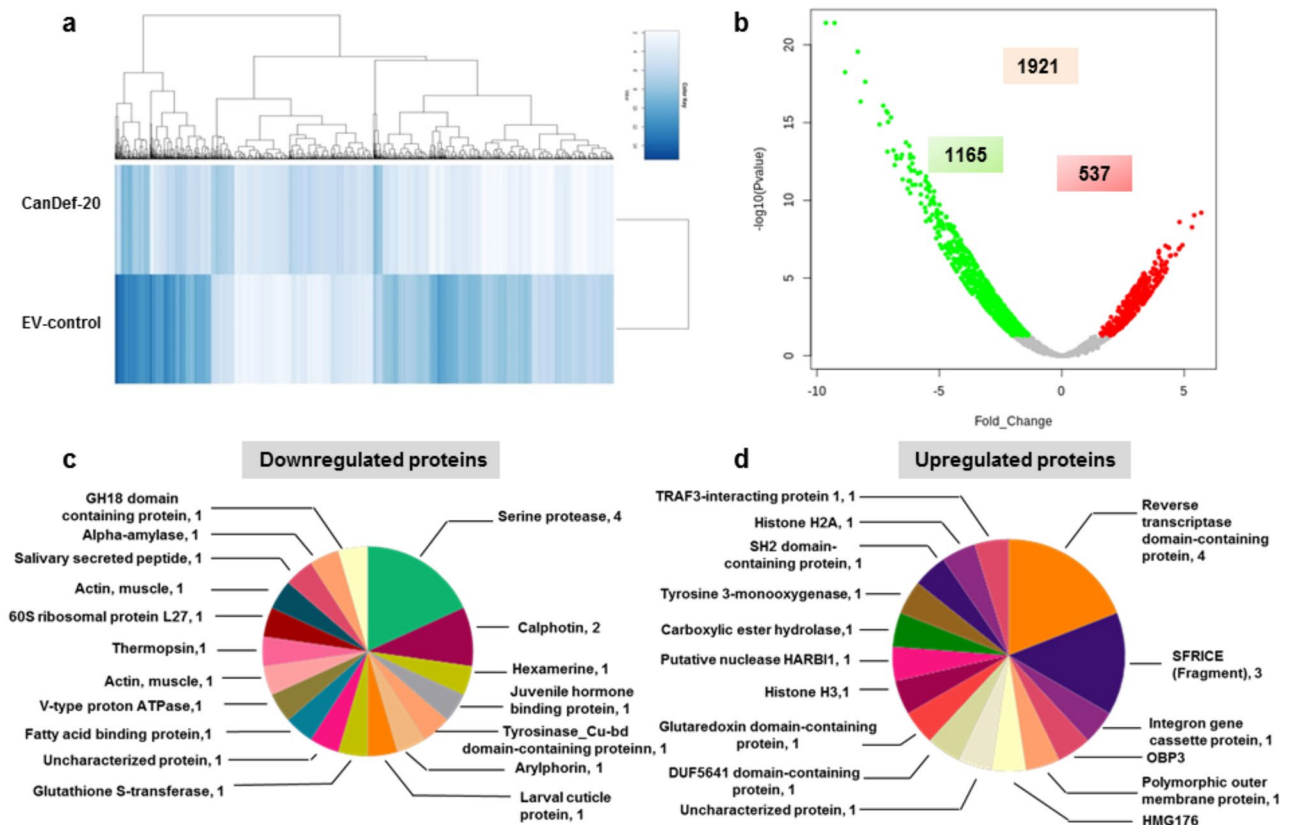 a
CanDef-20
EV-control
Color Key
b
1921
1165
537
20
15
10
5
0
-log10(Pvalue)
-10
-5
0
5
Fold_Change
c
Downregulated proteins
GH18 domain
containing protein, 1
Alpha-amylase, 1
Salivary secreted peptide, 1
Actin, muscle, 1
60S ribosomal protein L27, 1
Thermopsin,1
Actin, muscle, 1
V-type proton ATPase,1
Fatty acid binding protein,1
Uncharacterized protein, 1
Glutathione S-transferase, 1
Serine protease, 4
Calphotin, 2
Hexamerine, 1
Juvenile hormone
binding protein, 1
Tyrosinase_Cu-bd
domain-containing proteinn, 1
Arylphorin, 1
Larval cuticle
protein, 1
d
Upregulated proteins
TRAF3-interacting protein 1, 1
Histone H2A, 1
SH2 domain-
containing protein, 1
Tyrosine 3-monooxygenase, 1
Carboxylic ester hydrolase,1
Putative nuclease HARBI1, 1
Histone H3,1
Glutaredoxin domain-containing
protein, 1
DUF5641 domain-containing
protein, 1
Uncharacterized protein, 1
Reverse
transcriptase
domain-containing
protein, 4
SFRICE
(Fragment), 3
Integron gene
cassette protein, 1
OBP3
Polymorphic outer
membrane protein, 1
HMG176